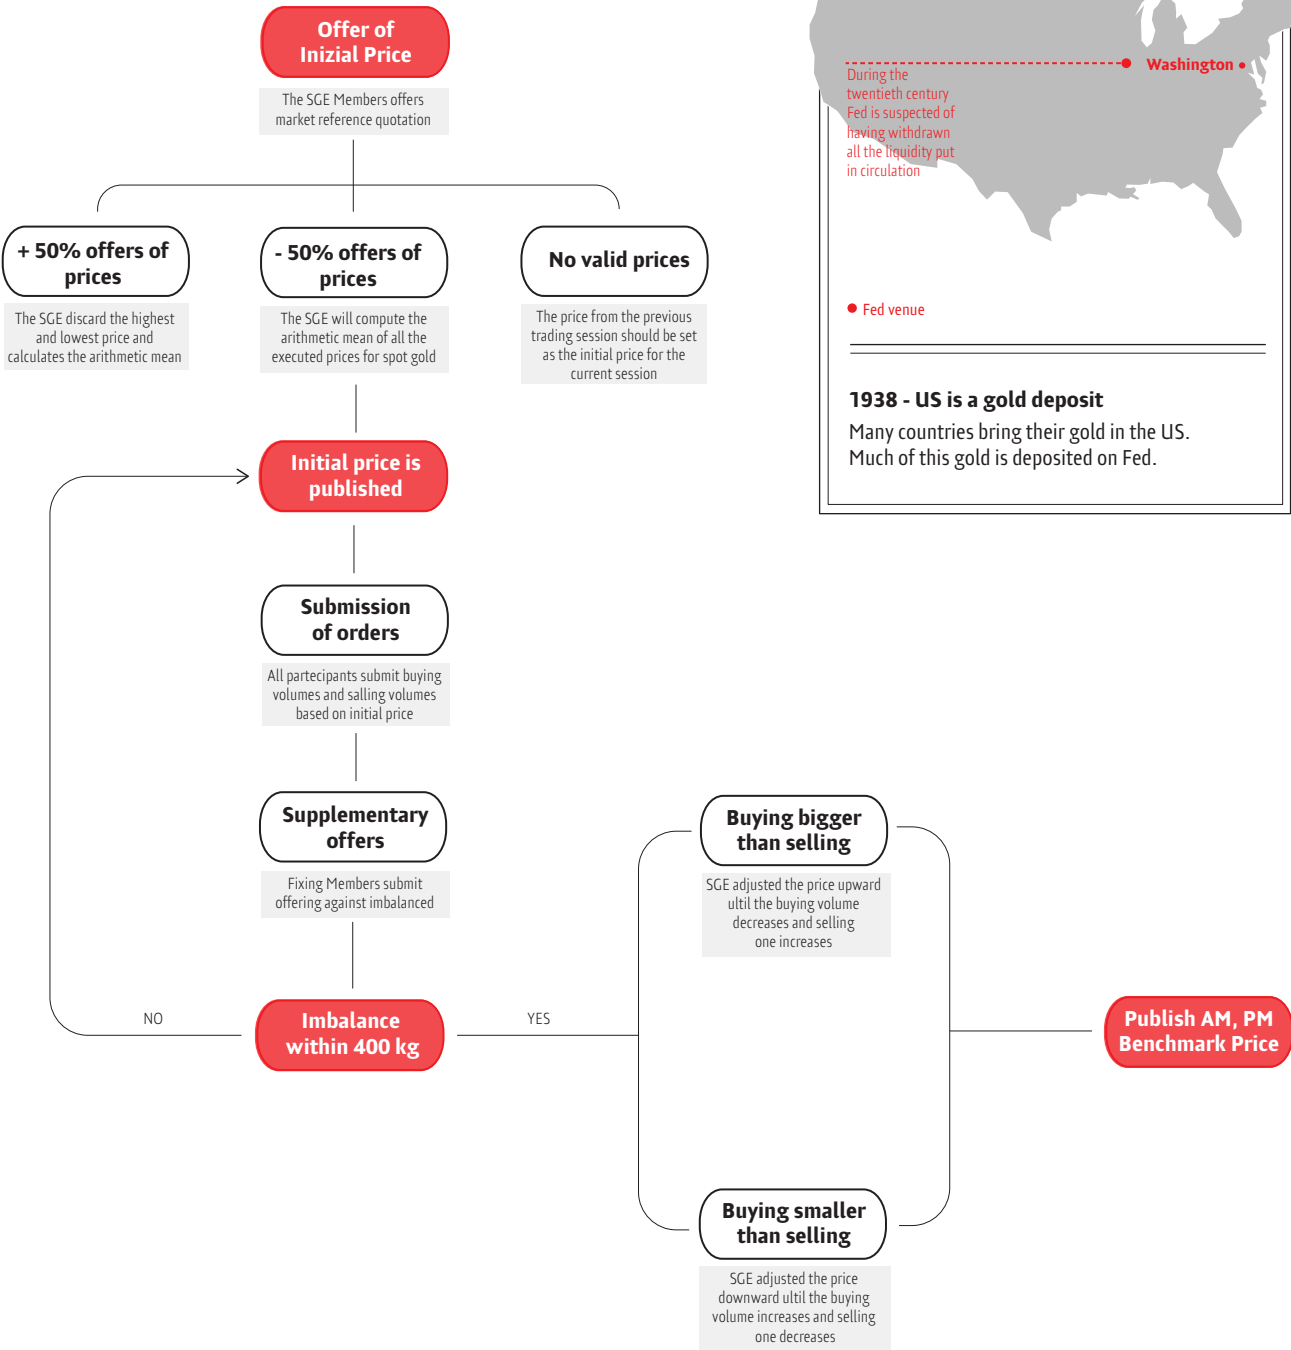 Offer of
Inizial Price
The SGE Members offers
market reference quotation
+ 50% offers of
prices
The SGE discard the highest
and lowest price and
calculates the arithmetic mean
- 50% offers of
prices
The SGE will compute the
arithmetic mean of all the
executed prices for spot gold
No valid prices
The price from the previous
trading session should be set
as the initial price for the
current session
Initial price is
published
Submission
of orders
All partecipants submit buying
volumes and salling volumes
based on initial price
Supplementary
offers
Fixing Members submit
offering against imbalanced
NO
Imbalance
within 400 kg
YES
Buying bigger
than selling
SGE adjusted the price upward
ultil the buying volume
decreases and selling
one increases
Buying smaller
than selling
SGE adjusted the price
downward ultil the buying
volume increases and selling
one decreases
Publish AM, PM
Benchmark Price
Washington
During the
twentieth century
Fed is suspected of
having withdrawn
all the liquidity put
in circulation
Fed venue
1938 - US is a gold deposit
Many countries bring their gold in the US.
Much of this gold is deposited on Fed.